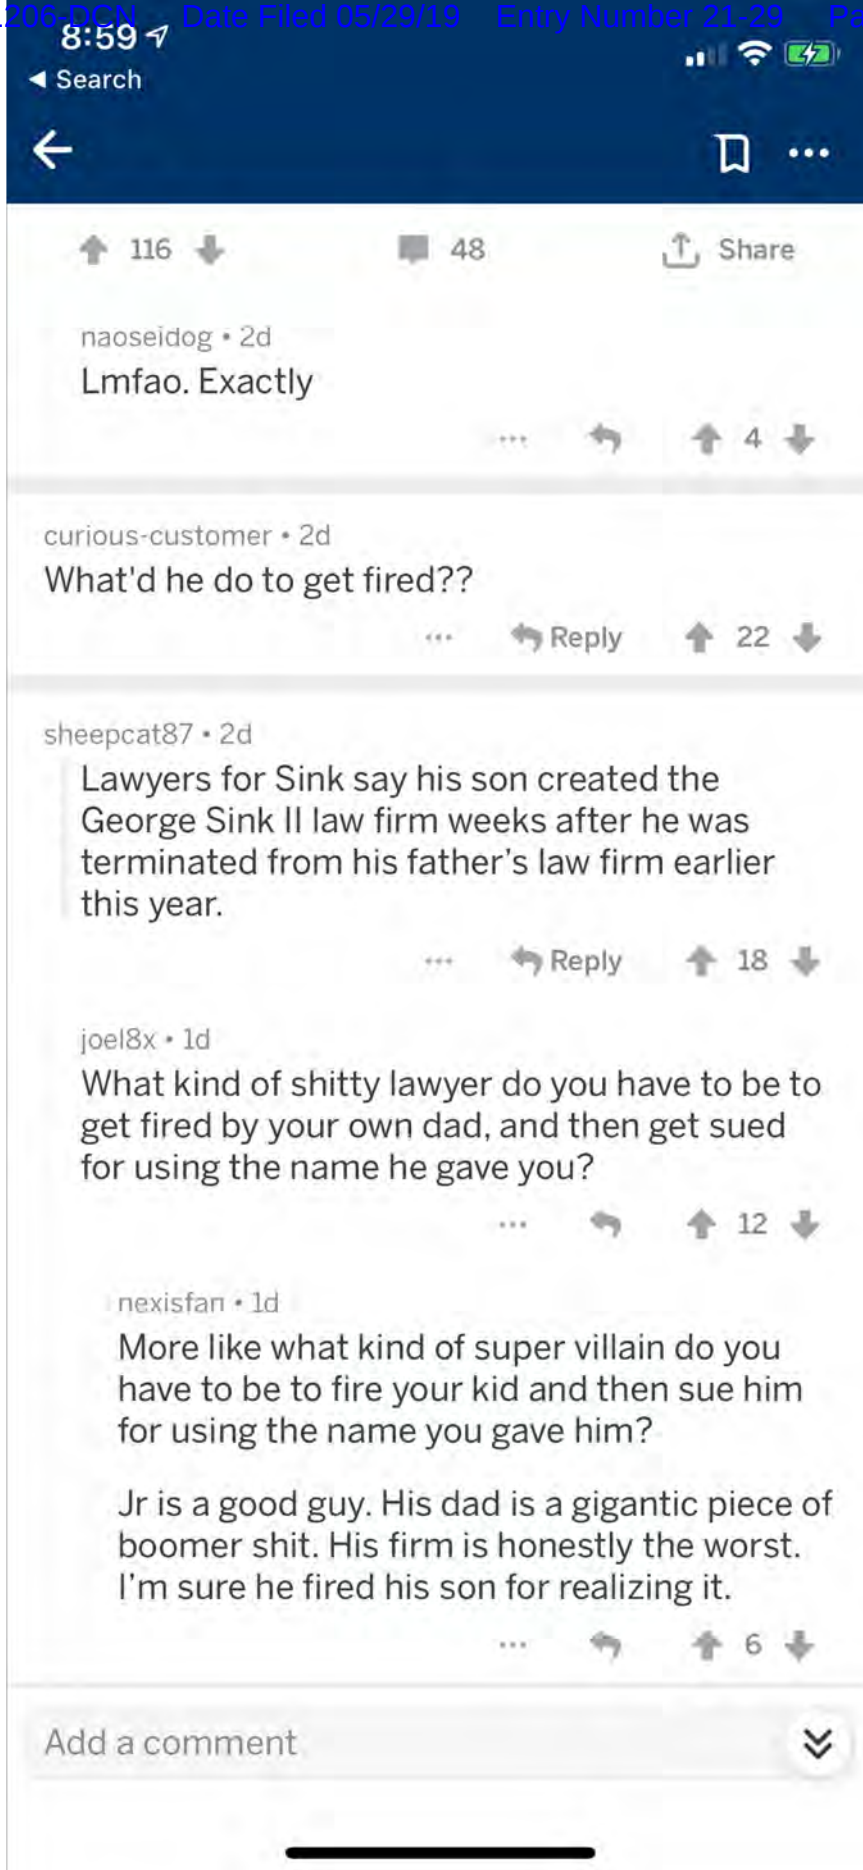 .206-DCN Date Filed 05/29/19 Entry Number 21-29 Pa
8:59
◀ Search
116 48 Share
naoseidog • 2d
Lmfao. Exactly
... 4
curious-customer • 2d
What'd he do to get fired??
... Reply 22
sheepcat87 • 2d
Lawyers for Sink say his son created the
George Sink II law firm weeks after he was
terminated from his father's law firm earlier
this year.
... Reply 18
joel8x • 1d
What kind of shitty lawyer do you have to be to
get fired by your own dad, and then get sued
for using the name he gave you?
... 12
nexisfan • 1d
More like what kind of super villain do you
have to be to fire your kid and then sue him
for using the name you gave him?
Jr is a good guy. His dad is a gigantic piece of
boomer shit. His firm is honestly the worst.
I'm sure he fired his son for realizing it.
... 6
Add a comment